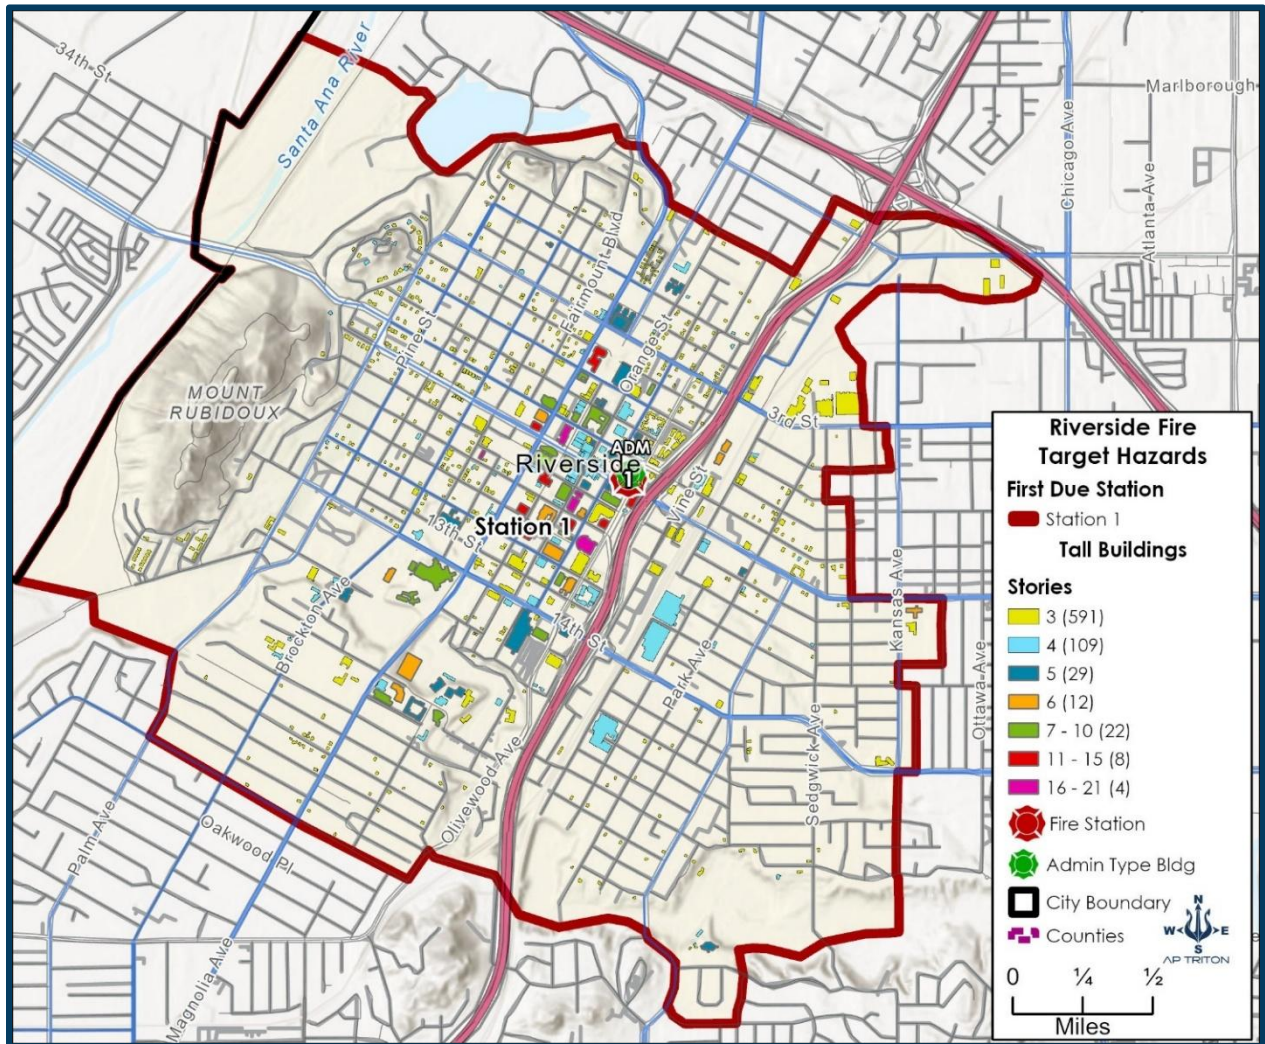 34th St
Santa Ana River
Marlborough
Chicago Ave
Atlanta Ave
Fairmount Blvd
Pine St
Orange St
MOUNT
RUBIDOUX
3rd St
ADM
Riverside
1
Vine St
Station 1
13th St
14th St
Brockton Ave
Park Ave
Kansas Ave
Ottawa Ave
Sedgwick Ave
Olivewood Ave
Palm Ave
Oakwood Pl
Magnolia Ave
Riverside Fire
Target Hazards
First Due Station
Station 1
Tall Buildings
Stories
3 (591)
4 (109)
5 (29)
6 (12)
7 - 10 (22)
11 - 15 (8)
16 - 21 (4)
Fire Station
Admin Type Bldg
City Boundary
Counties
N
W E
S
AP TRITON
0 ¼ ½
Miles